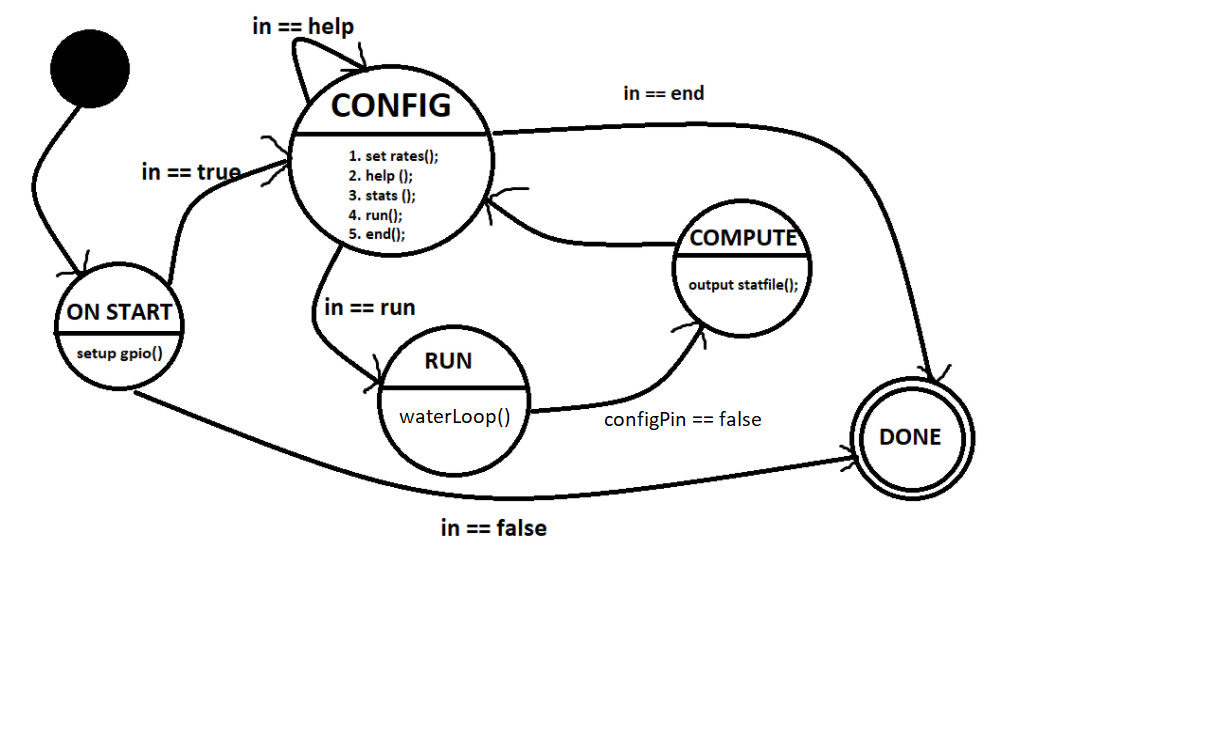 in == help
CONFIG
1. set rates();
2. help ();
3. stats ();
4. run();
5. end();
in == end
in == true
COMPUTE
output statfile();
ON START
setup gpio()
in == run
RUN
waterLoop()
configPin == false
DONE
in == false